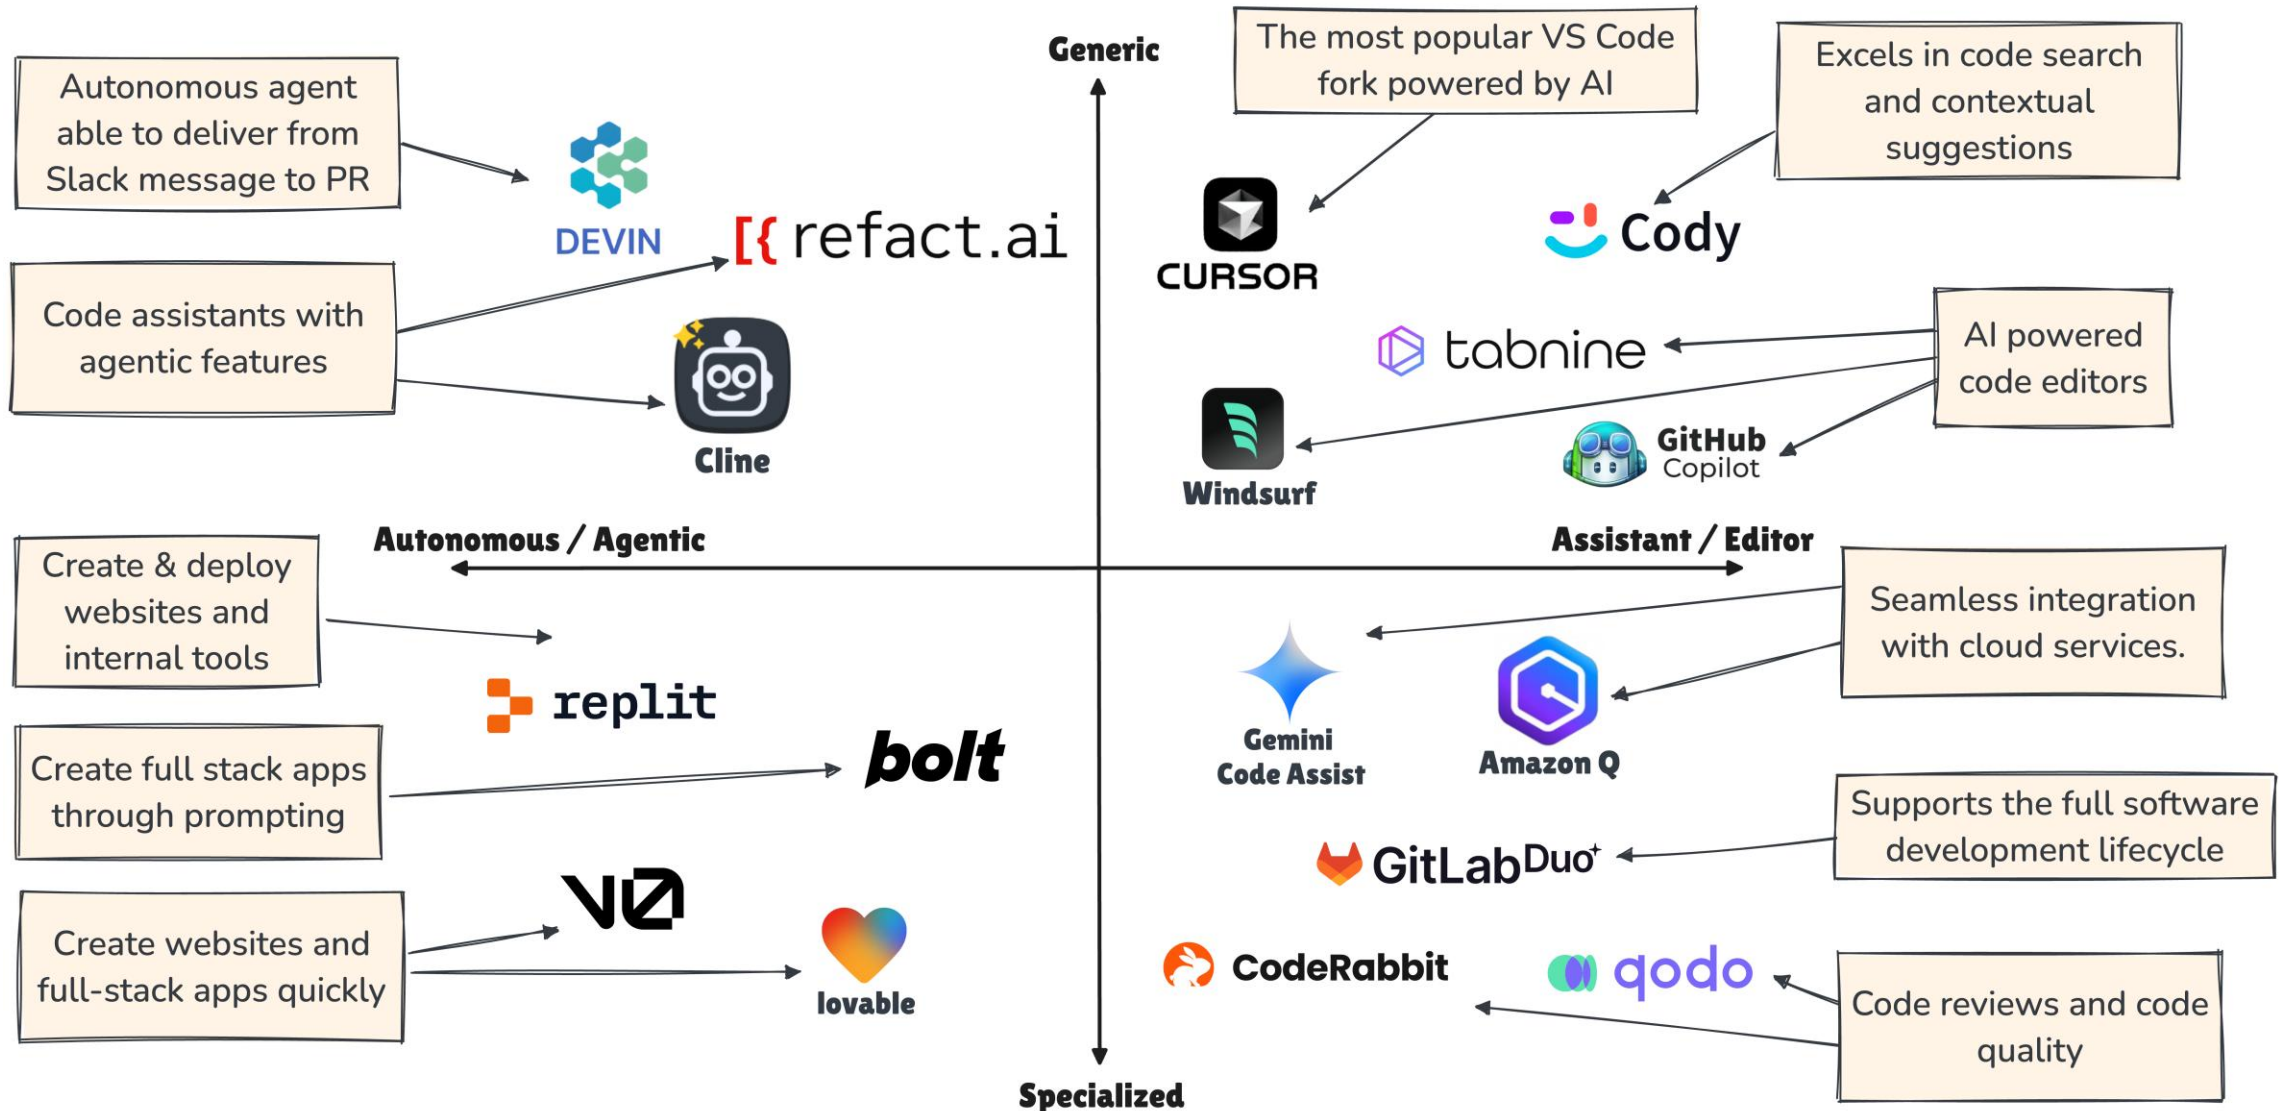 Generic
The most popular VS Code
fork powered by AI
Excels in code search
and contextual
suggestions
Autonomous agent
able to deliver from
Slack message to PR
DEVIN
[{ refact.ai
CURSOR
Cody
Code assistants with
agentic features
Cline
tabnine
AI powered
code editors
Windsurf
GitHub
Copilot
Autonomous / Agentic
Assistant / Editor
Create & deploy
websites and
internal tools
replit
Seamless integration
with cloud services.
Gemini
Code Assist
Amazon Q
Create full stack apps
through prompting
bolt
Supports the full software
development lifecycle
GitLab Duo
Create websites and
full-stack apps quickly
v0
lovable
CodeRabbit
qodo
Code reviews and code
quality
Specialized